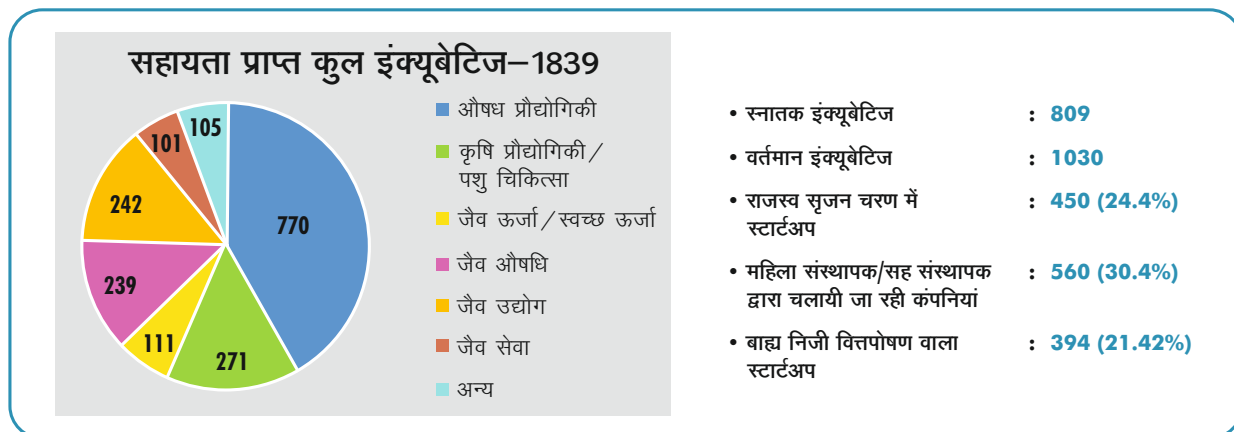 सहायता प्राप्त कुल इंक्यूबेटिज–1839
770
271
111
239
242
101
105
औषध प्रौद्योगिकी
कृषि प्रौद्योगिकी/
पशु चिकित्सा
जैव ऊर्जा/स्वच्छ ऊर्जा
जैव औषधि
जैव उद्योग
जैव सेवा
अन्य
• स्नातक इंक्यूबेटिज : 809
• वर्तमान इंक्यूबेटिज : 1030
• राजस्व सृजन चरण में : 450 (24.4%)
स्टार्टअप
• महिला संस्थापक/सह संस्थापक : 560 (30.4%)
द्वारा चलायी जा रही कंपनियां
• बाह्य निजी वित्तपोषण वाला : 394 (21.42%)
स्टार्टअप